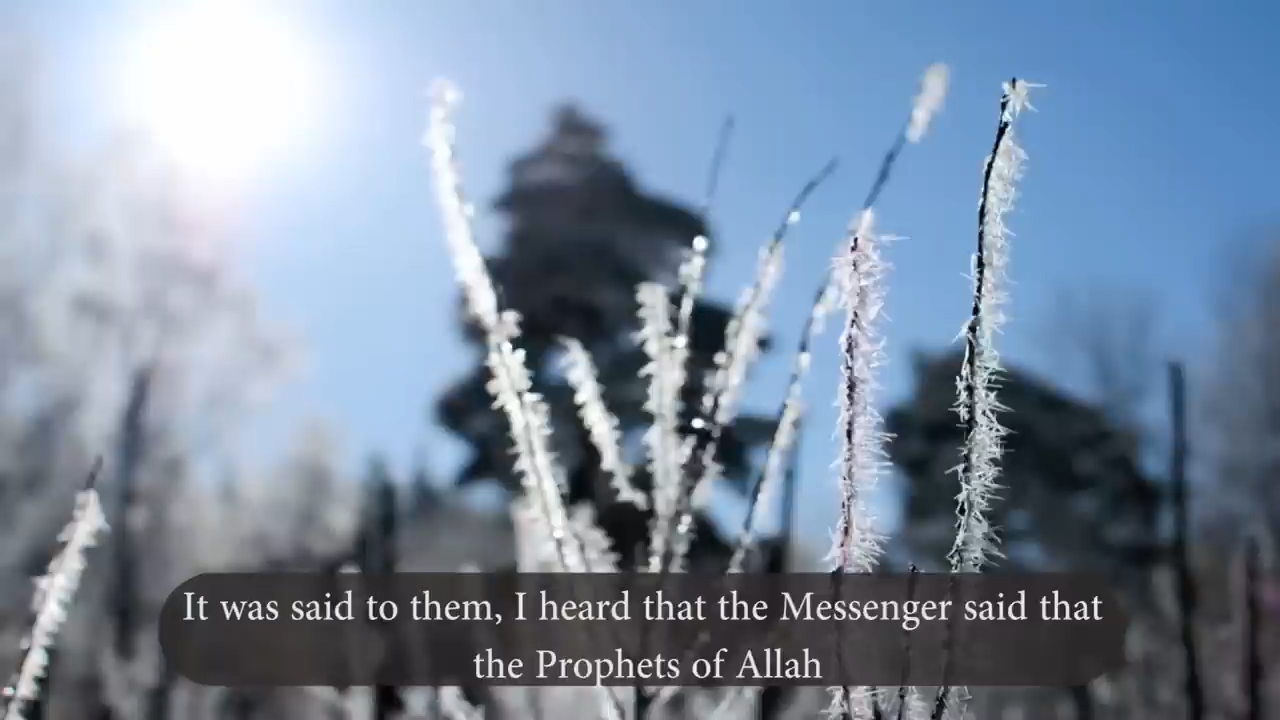 It was said to them, I heard that the Messenger said that
the Prophets of Allah